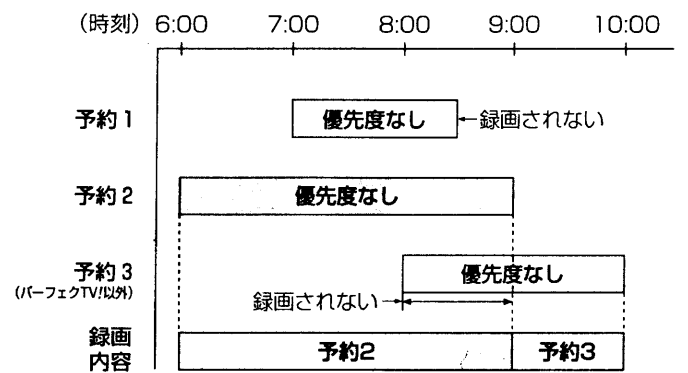 (時刻) 6:00 7:00 8:00 9:00 10:00
予約1 優先度なし 録画されない
予約2 優先度なし
予約3 優先度なし
(パーフェクTV!以外)
録画されない
録画
内容
予約2 予約3